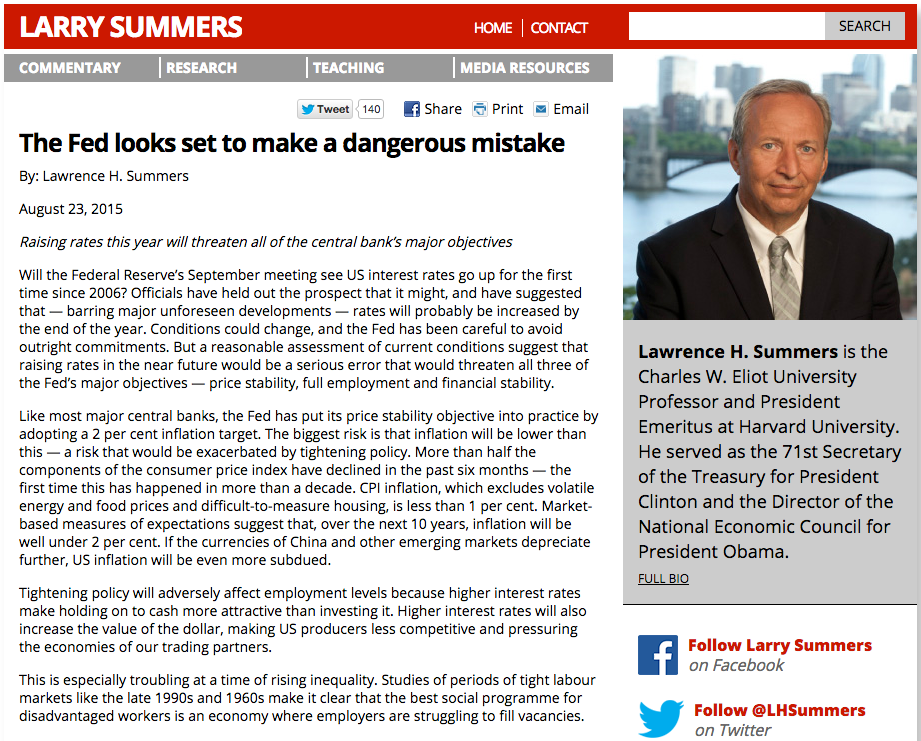 LARRY SUMMERS
HOME | CONTACT
SEARCH
COMMENTARY
RESEARCH
TEACHING
MEDIA RESOURCES
Tweet 140 Share Print Email
The Fed looks set to make a dangerous mistake
By: Lawrence H. Summers
August 23, 2015
Raising rates this year will threaten all of the central bank's major objectives
Will the Federal Reserve's September meeting see US interest rates go up for the first
time since 2006? Officials have held out the prospect that it might, and have suggested
that — barring major unforeseen developments — rates will probably be increased by
the end of the year. Conditions could change, and the Fed has been careful to avoid
outright commitments. But a reasonable assessment of current conditions suggest that
raising rates in the near future would be a serious error that would threaten all three of
the Fed's major objectives — price stability, full employment and financial stability.
Like most major central banks, the Fed has put its price stability objective into practice by
adopting a 2 per cent inflation target. The biggest risk is that inflation will be lower than
this — a risk that would be exacerbated by tightening policy. More than half the
components of the consumer price index have declined in the past six months — the
first time this has happened in more than a decade. CPI inflation, which excludes volatile
energy and food prices and difficult-to-measure housing, is less than 1 per cent. Market-
based measures of expectations suggest that, over the next 10 years, inflation will be
well under 2 per cent. If the currencies of China and other emerging markets depreciate
further, US inflation will be even more subdued.
Tightening policy will adversely affect employment levels because higher interest rates
make holding on to cash more attractive than investing it. Higher interest rates will also
increase the value of the dollar, making US producers less competitive and pressuring
the economies of our trading partners.
This is especially troubling at a time of rising inequality. Studies of periods of tight labour
markets like the late 1990s and 1960s make it clear that the best social programme for
disadvantaged workers is an economy where employers are struggling to fill vacancies.
Lawrence H. Summers is the
Charles W. Eliot University
Professor and President
Emeritus at Harvard University.
He served as the 71st Secretary
of the Treasury for President
Clinton and the Director of the
National Economic Council for
President Obama.
FULL BIO
Follow Larry Summers
on Facebook
Follow @LHSummers
on Twitter